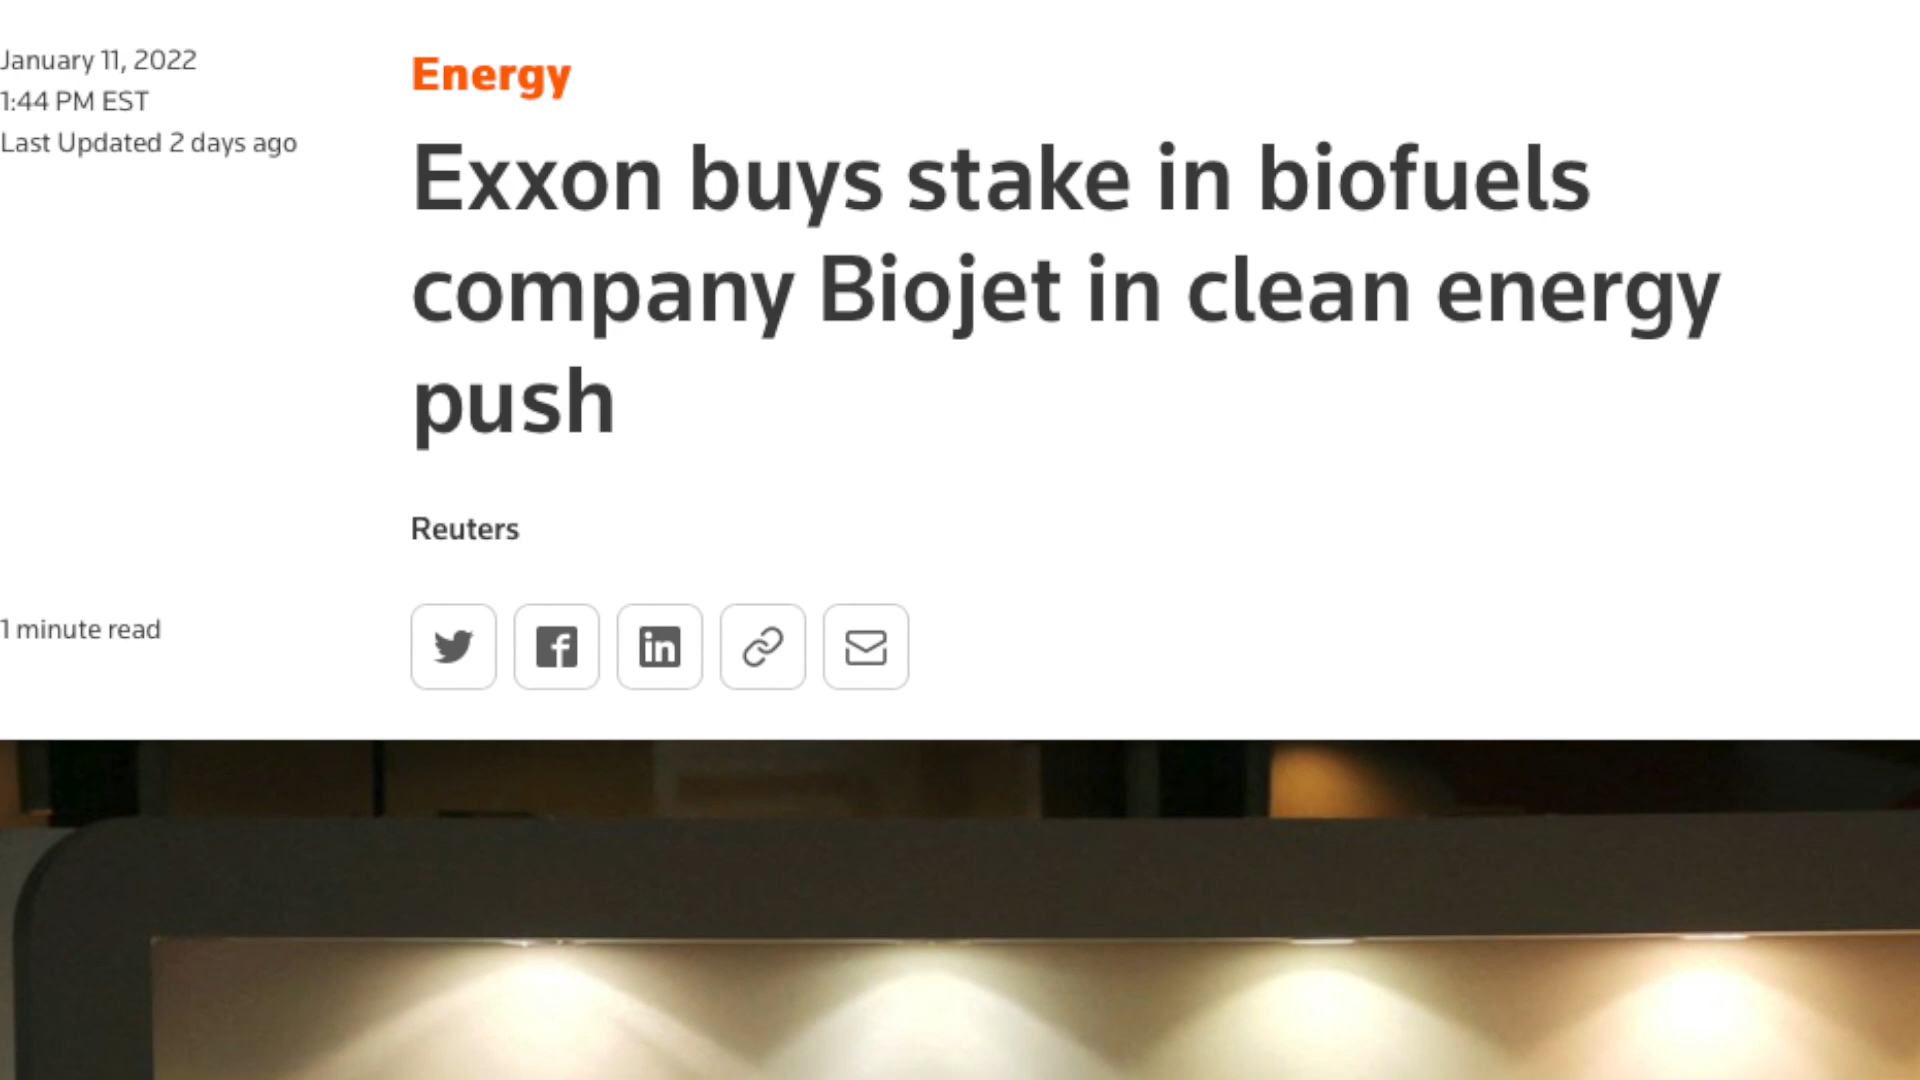 January 11, 2022
1:44 PM EST
Last Updated 2 days ago
Energy
Exxon buys stake in biofuels
company Biojet in clean energy
push
Reuters
1 minute read